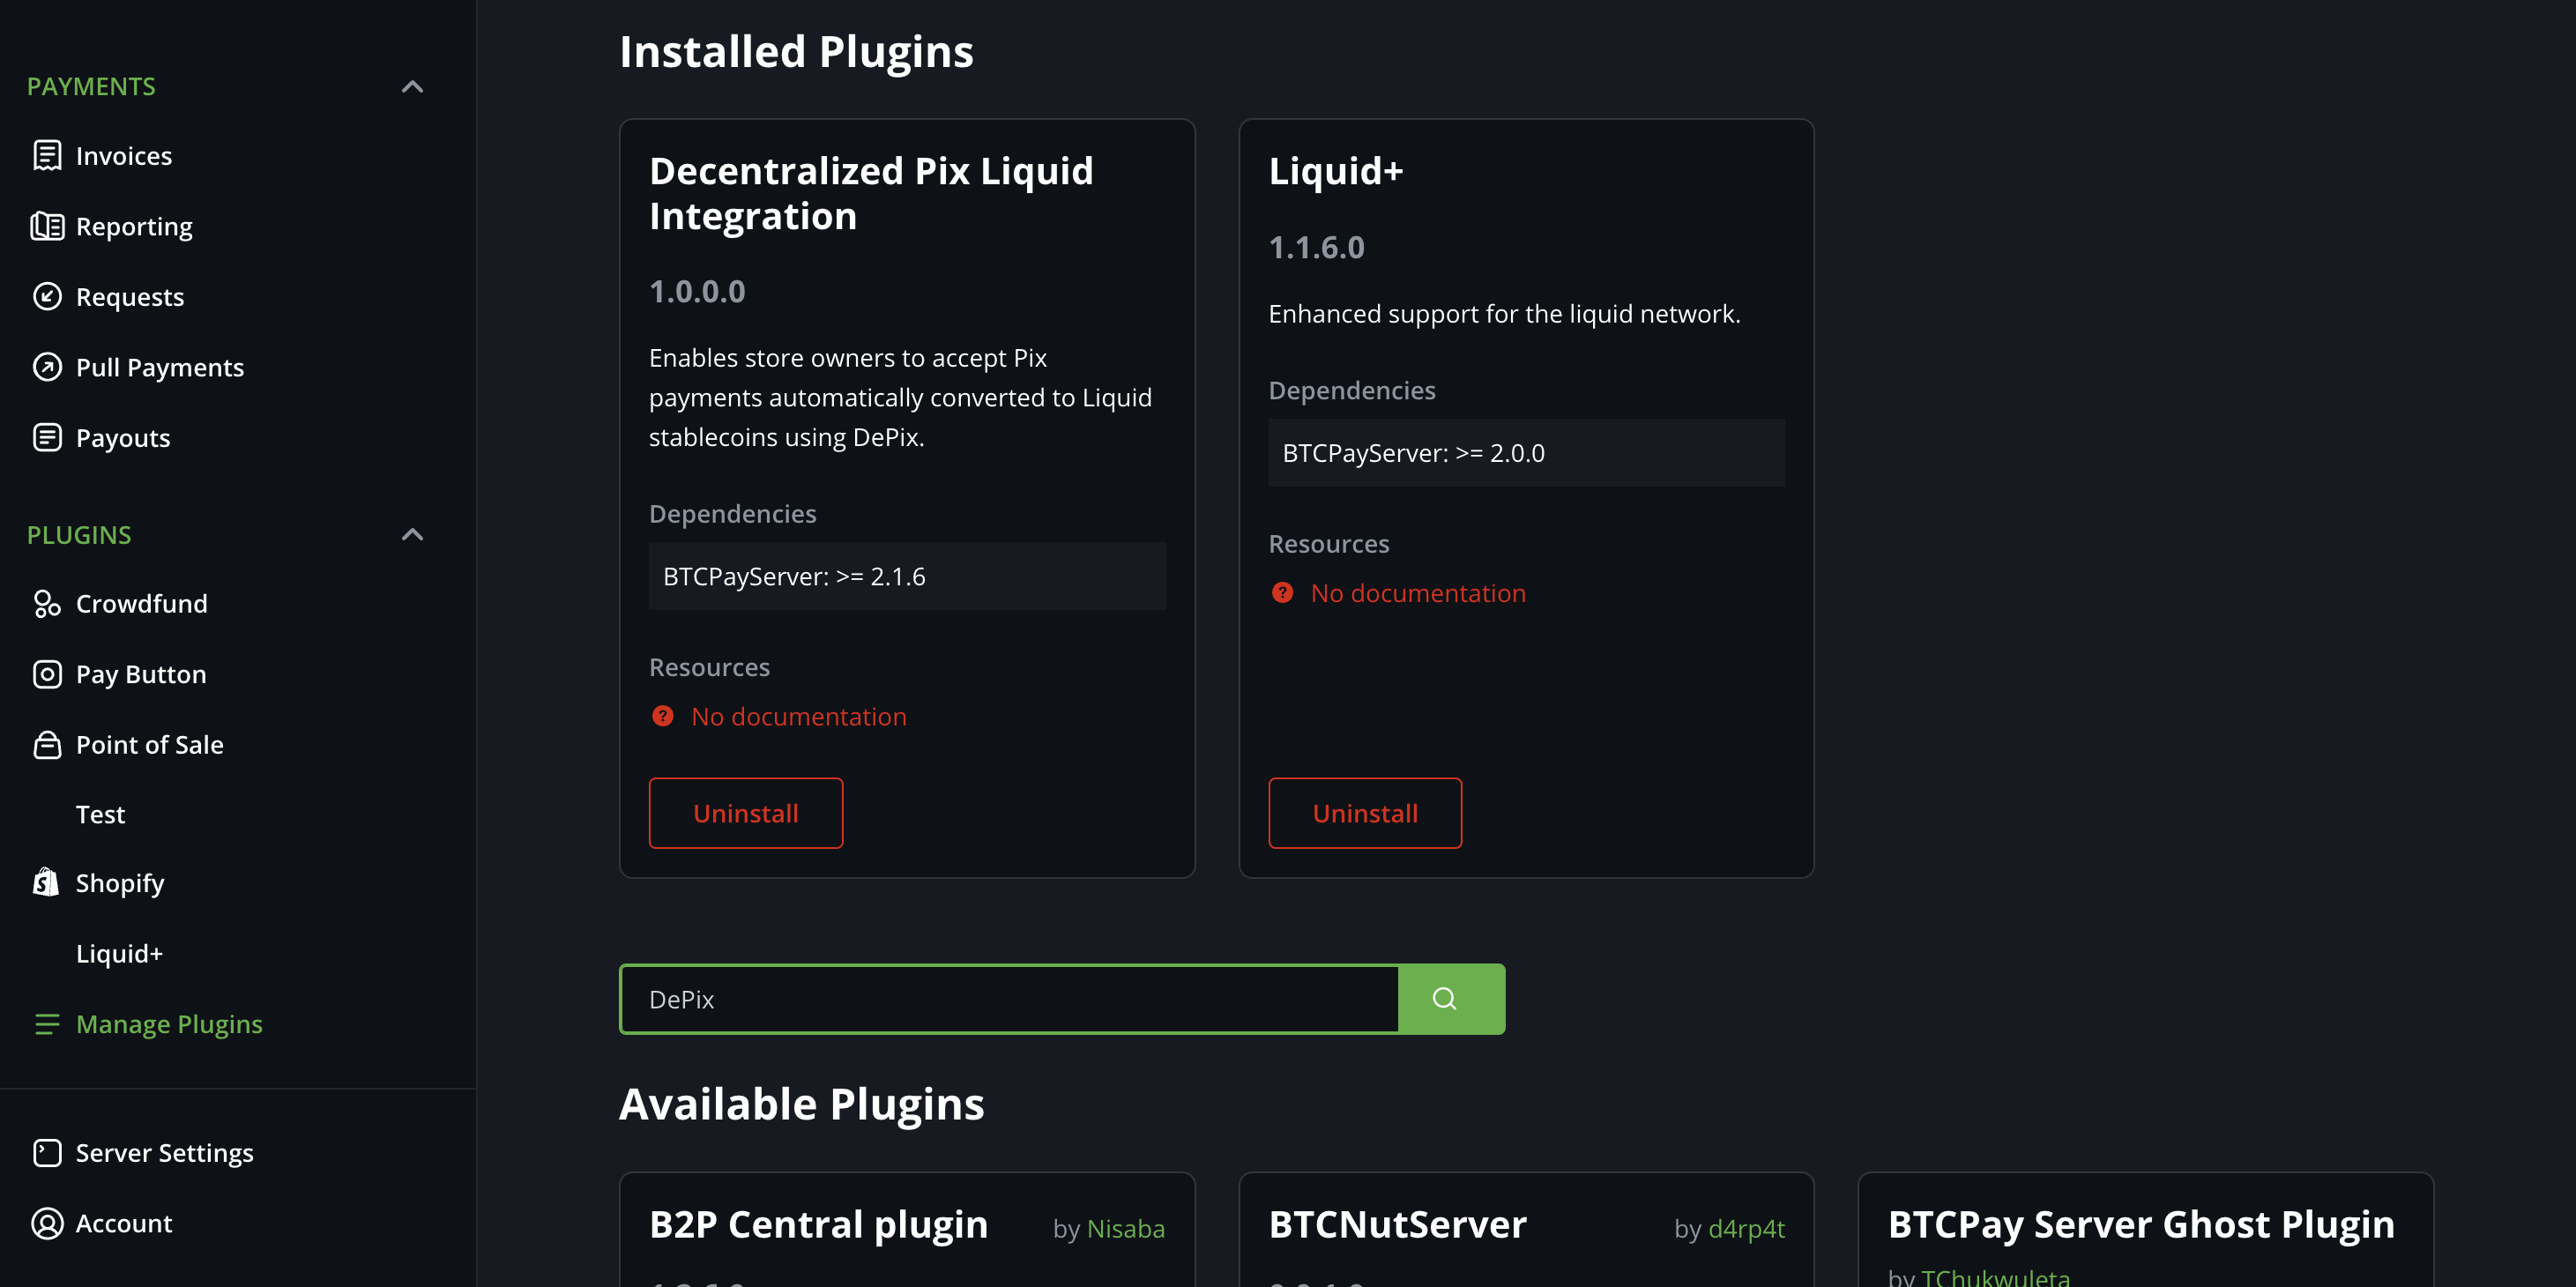 PAYMENTS
Invoices
Reporting
Requests
Pull Payments
Payouts
PLUGINS
Crowdfund
Pay Button
Point of Sale
Test
Shopify
Liquid+
Manage Plugins
Server Settings
Account
Installed Plugins
Decentralized Pix Liquid
Integration
1.0.0.0
Enables store owners to accept Pix
payments automatically converted to Liquid
stablecoins using DePix.
Dependencies
BTCPayServer: >= 2.1.6
Resources
No documentation
Uninstall
Liquid+
1.1.6.0
Enhanced support for the liquid network.
Dependencies
BTCPayServer: >= 2.0.0
Resources
No documentation
Uninstall
DePix
Available Plugins
B2P Central plugin
by Nisaba
BTCNutServer
by d4rp4t
BTCPay Server Ghost Plugin
by TChukwuleta